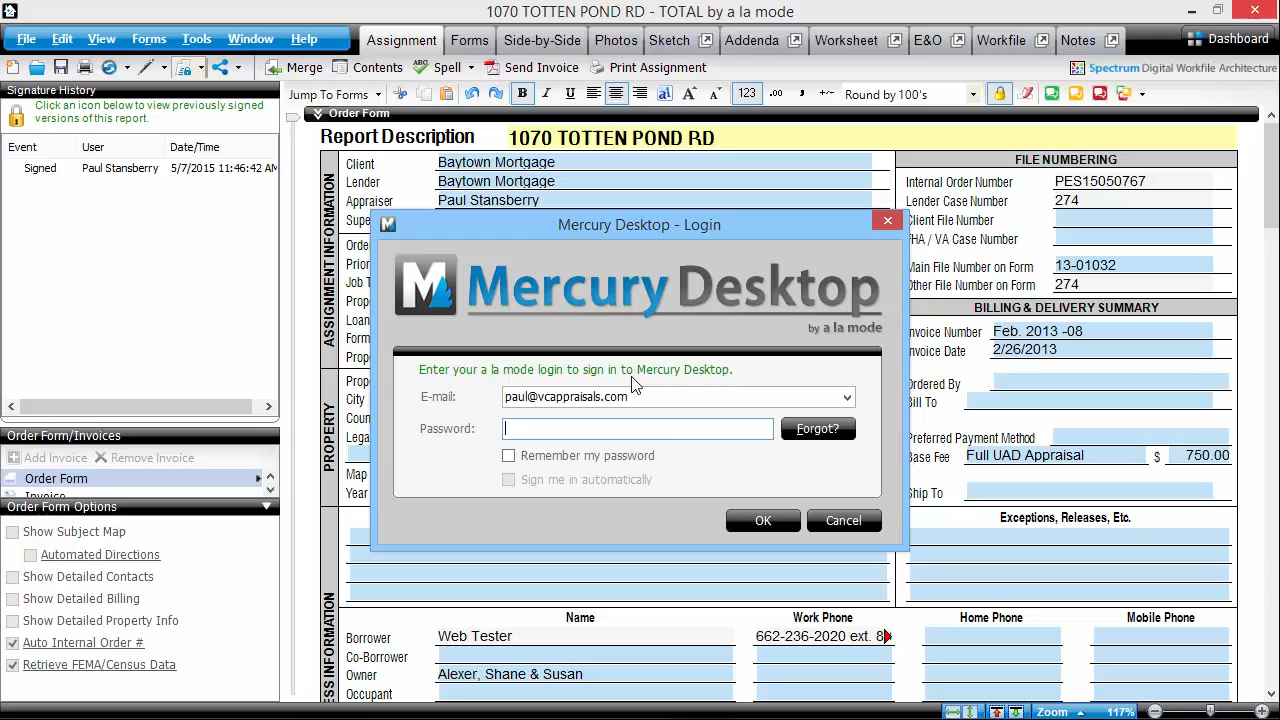 1070 TOTTEN POND RD - TOTAL by a la mode
File Edit View Forms Tools Window Help
Assignment Forms Side-by-Side Photos Sketch Addenda Worksheet E&O Workfile Notes Dashboard
Merge Contents Spell Send Invoice Print Assignment
Spectrum Digital Workfile Architecture
Signature History
Click an icon below to view previously signed
versions of this report.
Event User Date/Time
Signed Paul Stansberry 5/7/2015 11:46:42 AM
Jump To Forms B I U 123 .00 Round by 100's
Order Form
Report Description 1070 TOTTEN POND RD
ASSIGNMENT INFORMATION
Client Baytown Mortgage
Lender Baytown Mortgage
Appraiser Paul Stansberry
FILE NUMBERING
Internal Order Number PES15050767
Lender Case Number 274
Client File Number
FHA / VA Case Number
Main File Number on Form 13-01032
Other File Number on Form 274
BILLING & DELIVERY SUMMARY
Invoice Number Feb. 2013 -08
Invoice Date 2/26/2013
Ordered By
Bill To
Preferred Payment Method
Base Fee Full UAD Appraisal $ 750.00
Ship To
Mercury Desktop - Login
M Mercury Desktop
by a la mode
Enter your a la mode login to sign in to Mercury Desktop.
E-mail: paul@vcappraisals.com
Password: Forgot?
Remember my password
Sign me in automatically
OK Cancel
PROPERTY
City
Map
Year
Exceptions, Releases, Etc.
Order Form/Invoices
Add Invoice Remove Invoice
Order Form
Invoice
Order Form Options
Show Subject Map
Automated Directions
Show Detailed Contacts
Show Detailed Billing
Show Detailed Property Info
Auto Internal Order #
Retrieve FEMA/Census Data
Name Work Phone Home Phone Mobile Phone
Borrower Web Tester 662-236-2020 ext. 8
Co-Borrower
Owner Alexer, Shane & Susan
Occupant
Zoom 117%